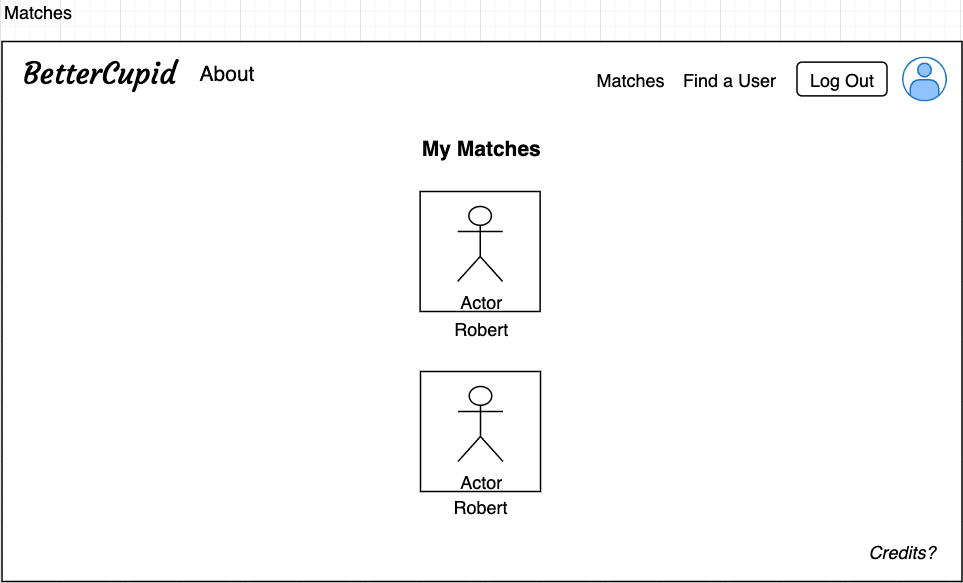 Matches
BetterCupid About
Matches Find a User Log Out
My Matches
Actor
Robert
Actor
Robert
Credits?